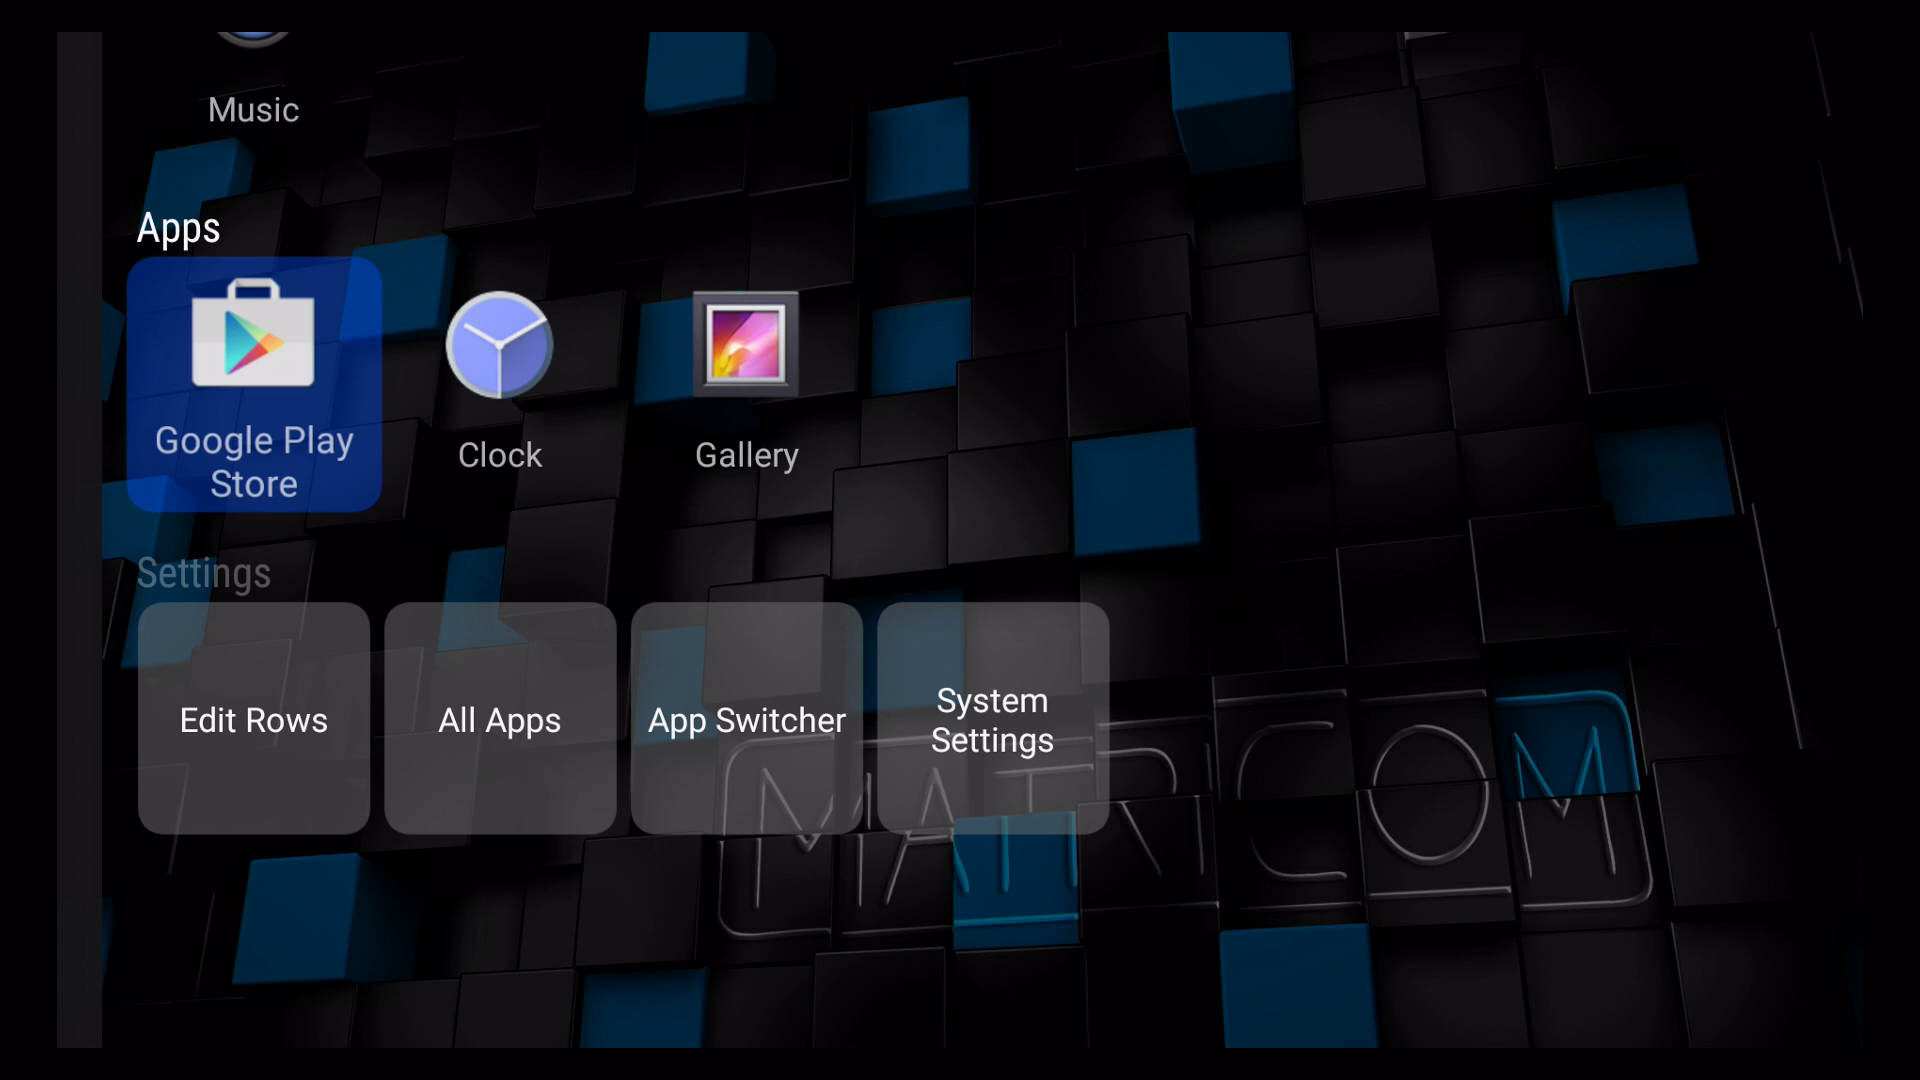 Music
Apps
Google Play
Store
Clock
Gallery
Settings
Edit Rows
All Apps
App Switcher
System
Settings
MATRICOM